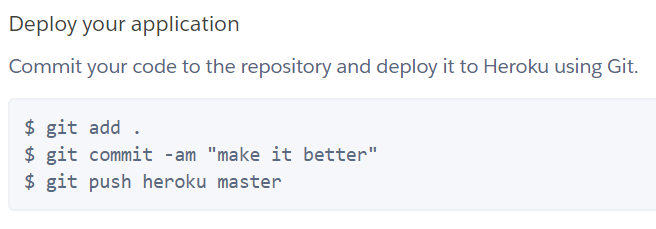 Deploy your application
Commit your code to the repository and deploy it to Heroku using Git.
$ git add .
$ git commit -am "make it better"
$ git push heroku master